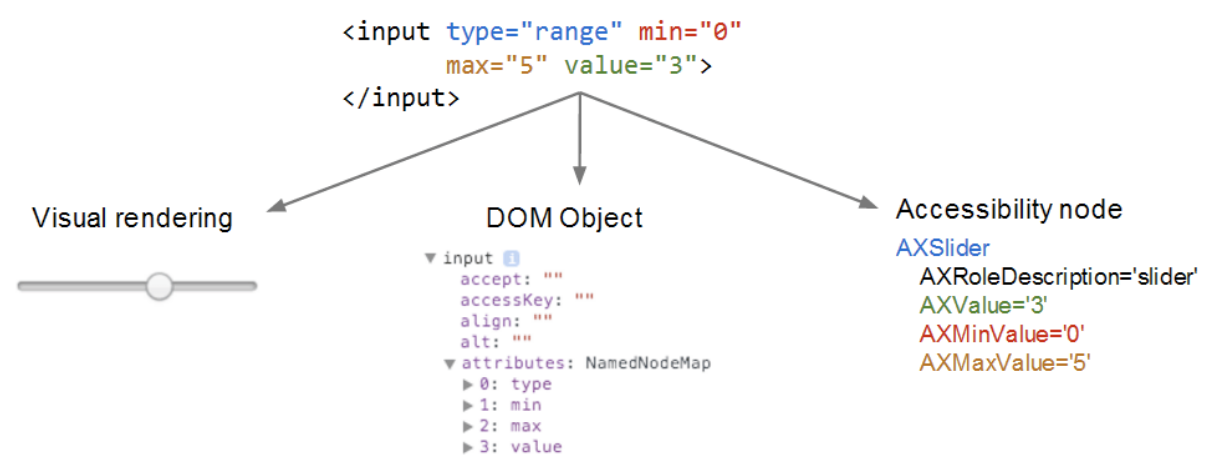 <input type="range" min="0"
max="5" value="3">
</input>
Visual rendering
DOM Object
▼ input i
accept: ""
accessKey: ""
align: ""
alt: ""
▼ attributes: NamedNodeMap
▶ 0: type
▶ 1: min
▶ 2: max
▶ 3: value
Accessibility node
AXSlider
AXRoleDescription='slider'
AXValue='3'
AXMinValue='0'
AXMaxValue='5'